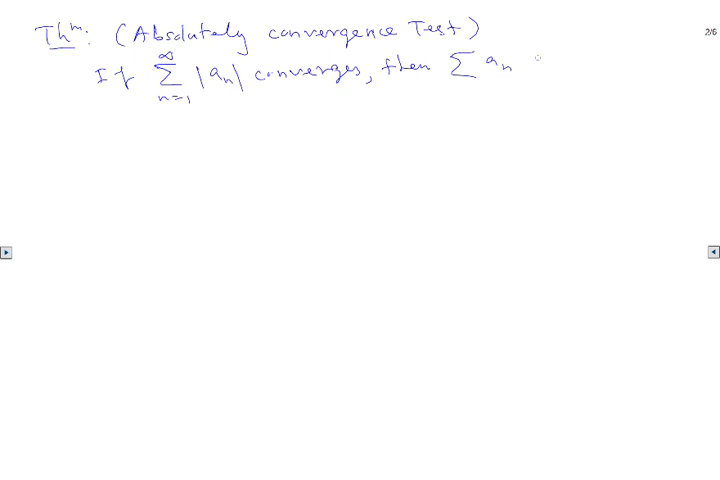 Thm: (Absolutely convergence Test)
2/6
If ∑_{n=1}^{∞} |a_n| converges, then ∑ a_n